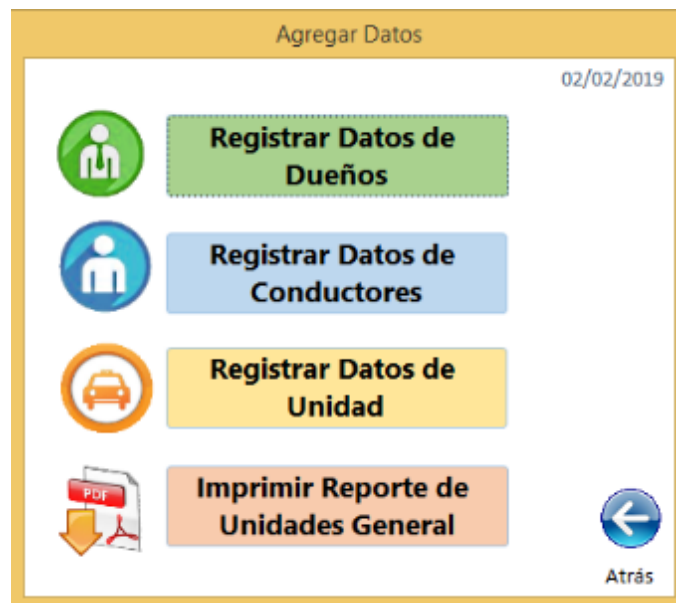 Agregar Datos
02/02/2019
Registrar Datos de
Dueños
Registrar Datos de
Conductores
Registrar Datos de
Unidad
PDF
Imprimir Reporte de
Unidades General
Atrás